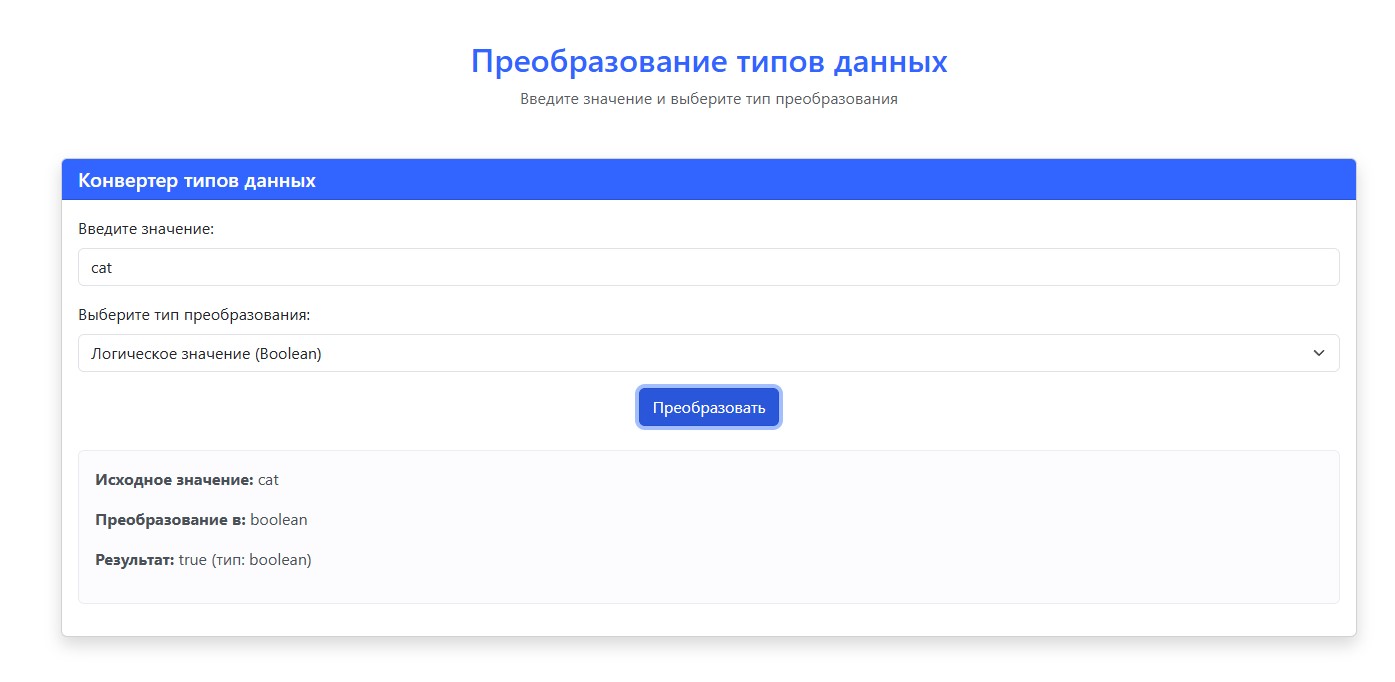 Преобразование типов данных
Введите значение и выберите тип преобразования
Конвертер типов данных
Введите значение:
cat
Выберите тип преобразования:
Логическое значение (Boolean)
Преобразовать
Исходное значение: cat
Преобразование в: boolean
Результат: true (тип: boolean)